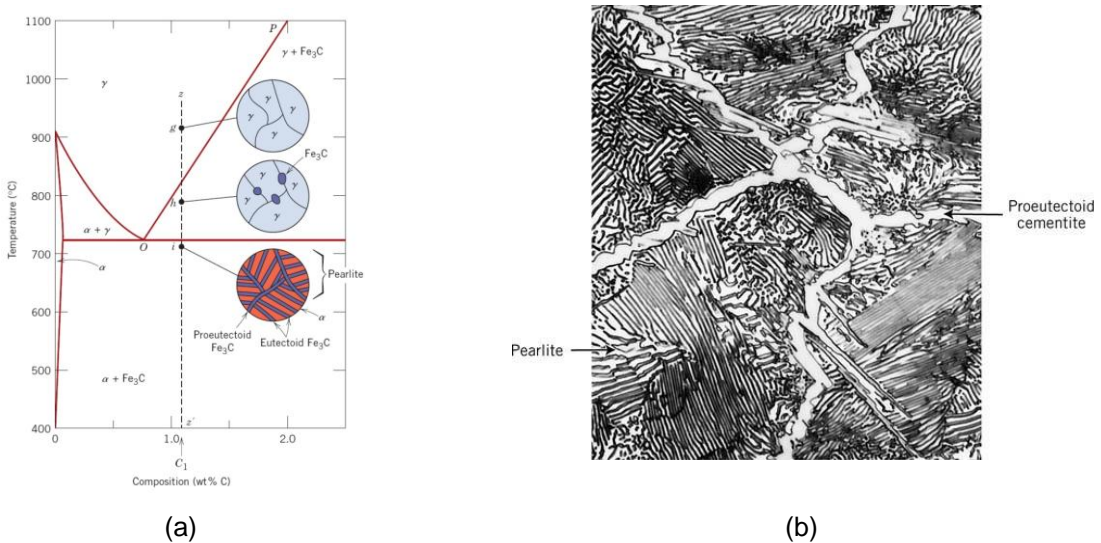 1100
1000
900
800
700
600
500
400
Temperature (°C)
0
1.0
2.0
C₁
Composition (wt% C)
P
γ + Fe₃C
γ
z
g
γ
γ
γ
γ
Fe₃C
h
γ
γ
γ
γ
α + γ
O
i
α
Pearlite
α
Proeutectoid
Fe₃C
Eutectoid Fe₃C
α + Fe₃C
z′
(a)
Proeutectoid
cementite
Pearlite
(b)